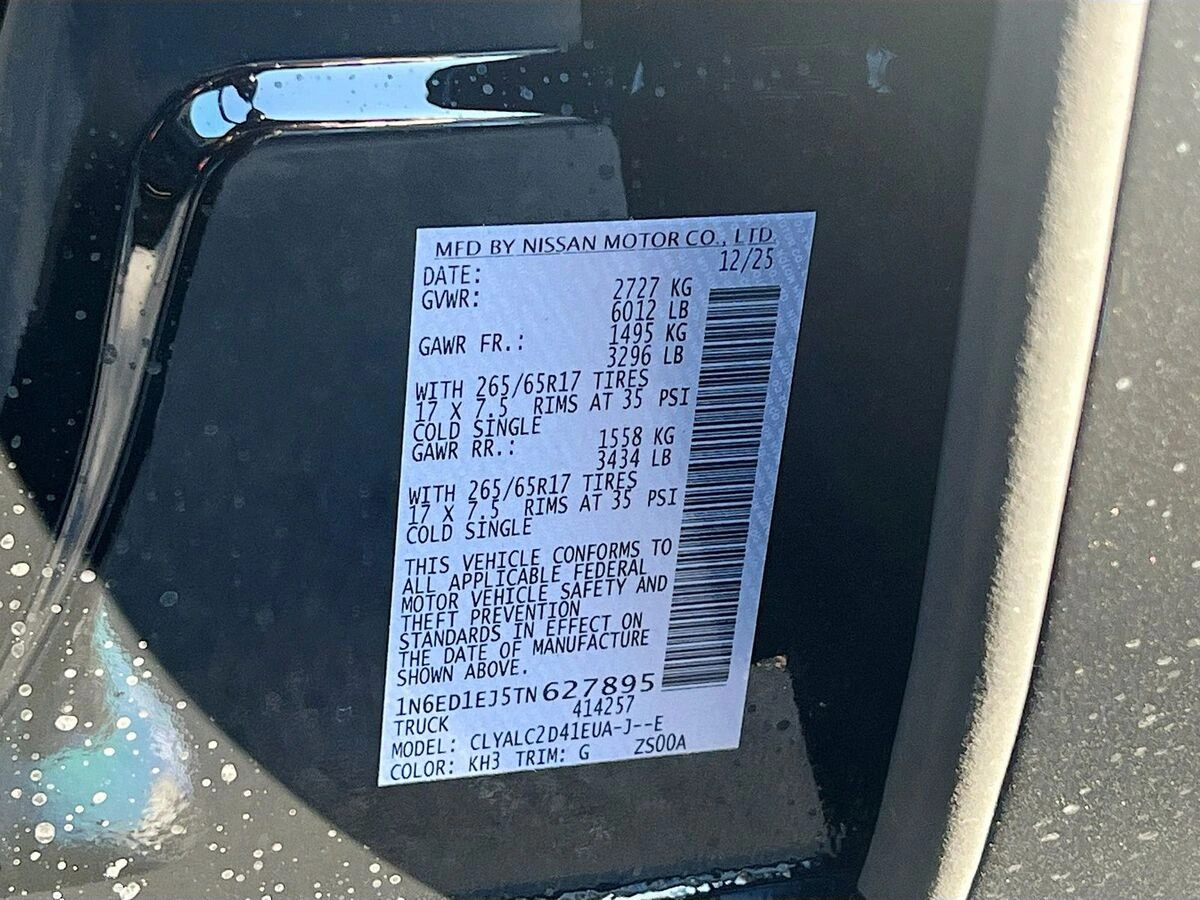 MFD BY NISSAN MOTOR CO., LTD.
DATE: 12/25
GVWR: 2727 KG
6012 LB
GAWR FR.: 1495 KG
3296 LB
WITH 265/65R17 TIRES
17 X 7.5 RIMS AT 35 PSI
COLD SINGLE
GAWR RR.: 1558 KG
3434 LB
WITH 265/65R17 TIRES
17 X 7.5 RIMS AT 35 PSI
COLD SINGLE
THIS VEHICLE CONFORMS TO
ALL APPLICABLE FEDERAL
MOTOR VEHICLE SAFETY AND
THEFT PREVENTION
STANDARDS IN EFFECT ON
THE DATE OF MANUFACTURE
SHOWN ABOVE.
1N6ED1EJ5TN627895
TRUCK 414257
MODEL: CLYALC2D41EUA-J--E
COLOR: KH3 TRIM: G ZS00A